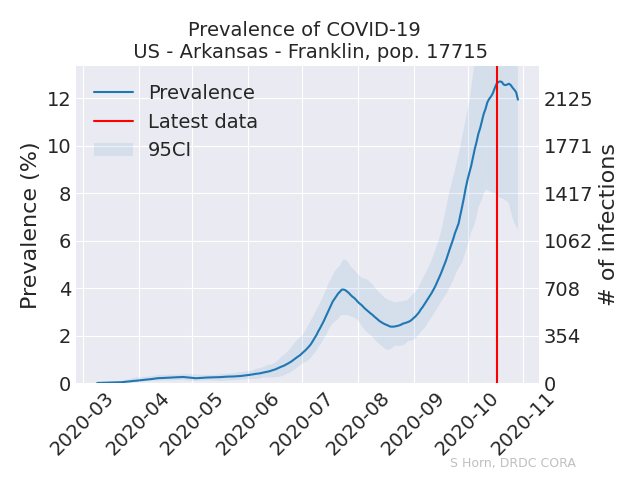 Prevalence of COVID-19
US - Arkansas - Franklin, pop. 17715
Prevalence
Latest data
95CI
Prevalence (%)
12
10
8
6
4
2
0
2125
1771
1417
1062
708
354
0
# of infections
2020-03
2020-04
2020-05
2020-06
2020-07
2020-08
2020-09
2020-10
2020-11
S Horn, DRDC CORA